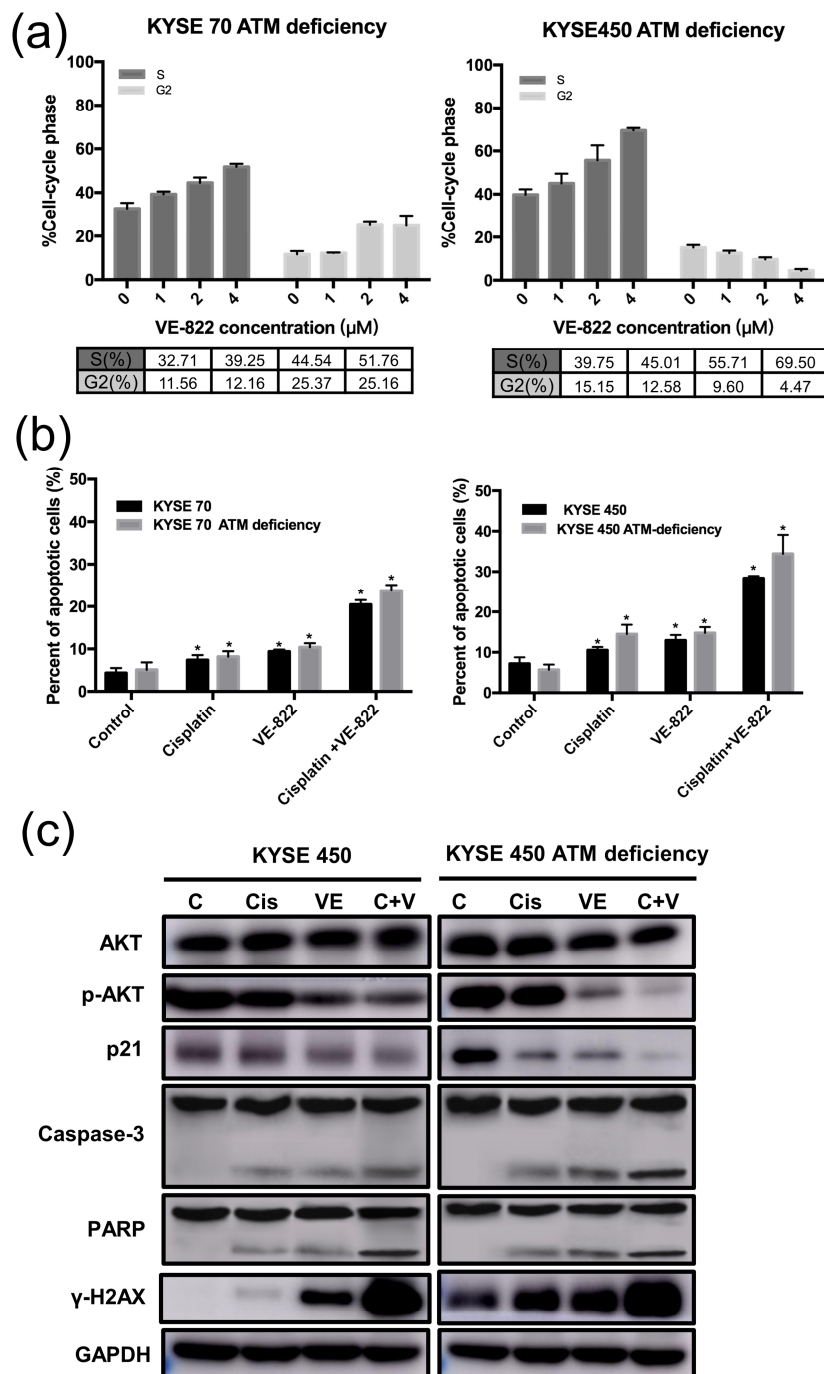 (a)
KYSE 70 ATM deficiency
%Cell-cycle phase
100
80
60
40
20
0
S
G2
0 1 2 4 0 1 2 4
VE-822 concentration (μM)
S(%) 32.71 39.25 44.54 51.76
G2(%) 11.56 12.16 25.37 25.16
KYSE450 ATM deficiency
%Cell-cycle phase
100
80
60
40
20
0
S
G2
0 1 2 4 0 1 2 4
VE-822 concentration (μM)
S(%) 39.75 45.01 55.71 69.50
G2(%) 15.15 12.58 9.60 4.47
(b)
Percent of apoptotic cells (%)
50
40
30
20
10
0
KYSE 70
KYSE 70 ATM deficiency
* * * * * *
Control
Cisplatin
VE-822
Cisplatin +VE-822
Percent of apoptotic cells (%)
50
40
30
20
10
0
KYSE 450
KYSE 450 ATM-deficiency
* * * * * *
Control
Cisplatin
VE-822
Cisplatin+VE-822
(c)
KYSE 450 KYSE 450 ATM deficiency
C Cis VE C+V C Cis VE C+V
AKT
p-AKT
p21
Caspase-3
PARP
γ-H2AX
GAPDH